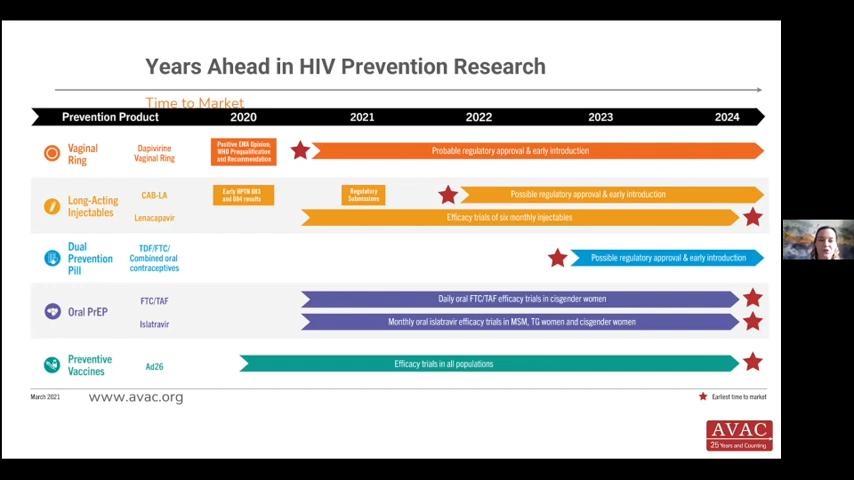 Years Ahead in HIV Prevention Research
Time to Market
Prevention Product 2020 2021 2022 2023 2024
Vaginal
Ring
Dapivirine
Vaginal Ring
Positive EMA Opinion,
WHO Prequalification
and Recommendation
Probable regulatory approval & early introduction
Long-Acting
Injectables
CAB-LA
Early HPTN 083
and 084 results
Regulatory
Submissions
Possible regulatory approval & early introduction
Lenacapavir
Efficacy trials of six monthly injectables
Dual
Prevention
Pill
TDF/FTC/
Combined oral
contraceptives
Possible regulatory approval & early introduction
Oral PrEP
FTC/TAF
Daily oral FTC/TAF efficacy trials in cisgender women
Islatravir
Monthly oral islatravir efficacy trials in MSM, TG women and cisgender women
Preventive
Vaccines
Ad26
Efficacy trials in all populations
March 2021
www.avac.org
Earliest time to market
AVAC
25 Years and Counting